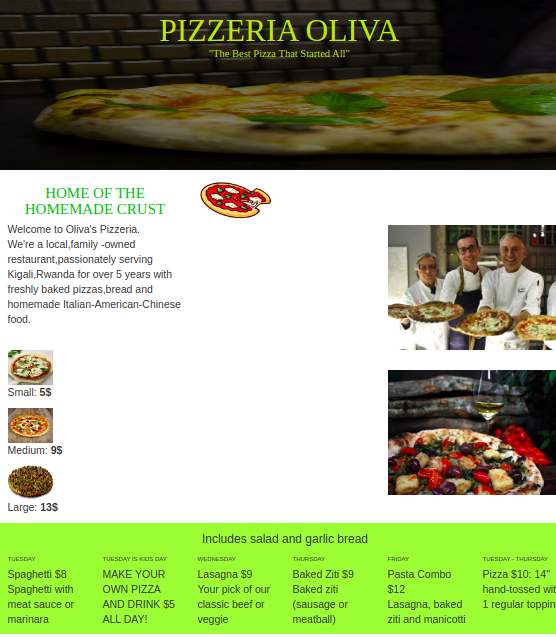 PIZZERIA OLIVA
"The Best Pizza That Started All"
HOME OF THE
HOMEMADE CRUST
Welcome to Oliva's Pizzeria.
We're a local,family -owned
restaurant,passionately serving
Kigali,Rwanda for over 5 years with
freshly baked pizzas,bread and
homemade Italian-American-Chinese
food.
Small: 5$
Medium: 9$
Large: 13$
Includes salad and garlic bread
TUESDAY
Spaghetti $8
Spaghetti with
meat sauce or
marinara
TUESDAY IS KIDS DAY
MAKE YOUR
OWN PIZZA
AND DRINK $5
ALL DAY!
WEDNESDAY
Lasagna $9
Your pick of our
classic beef or
veggie
THURSDAY
Baked Ziti $9
Baked ziti
(sausage or
meatball)
FRIDAY
Pasta Combo
$12
Lasagna, baked
ziti and manicotti
TUESDAY - THURSDAY
Pizza $10: 14"
hand-tossed wit
1 regular toppin